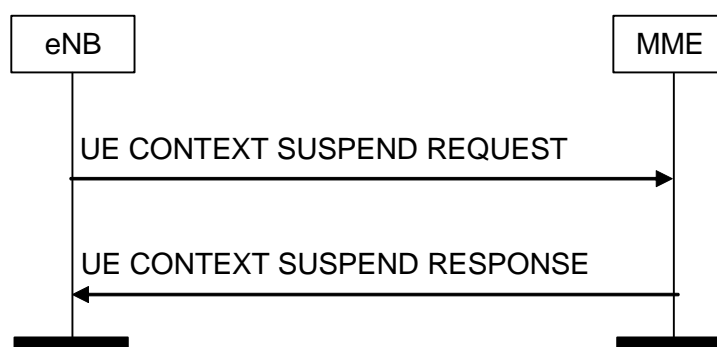 eNB
MME
UE CONTEXT SUSPEND REQUEST
UE CONTEXT SUSPEND RESPONSE